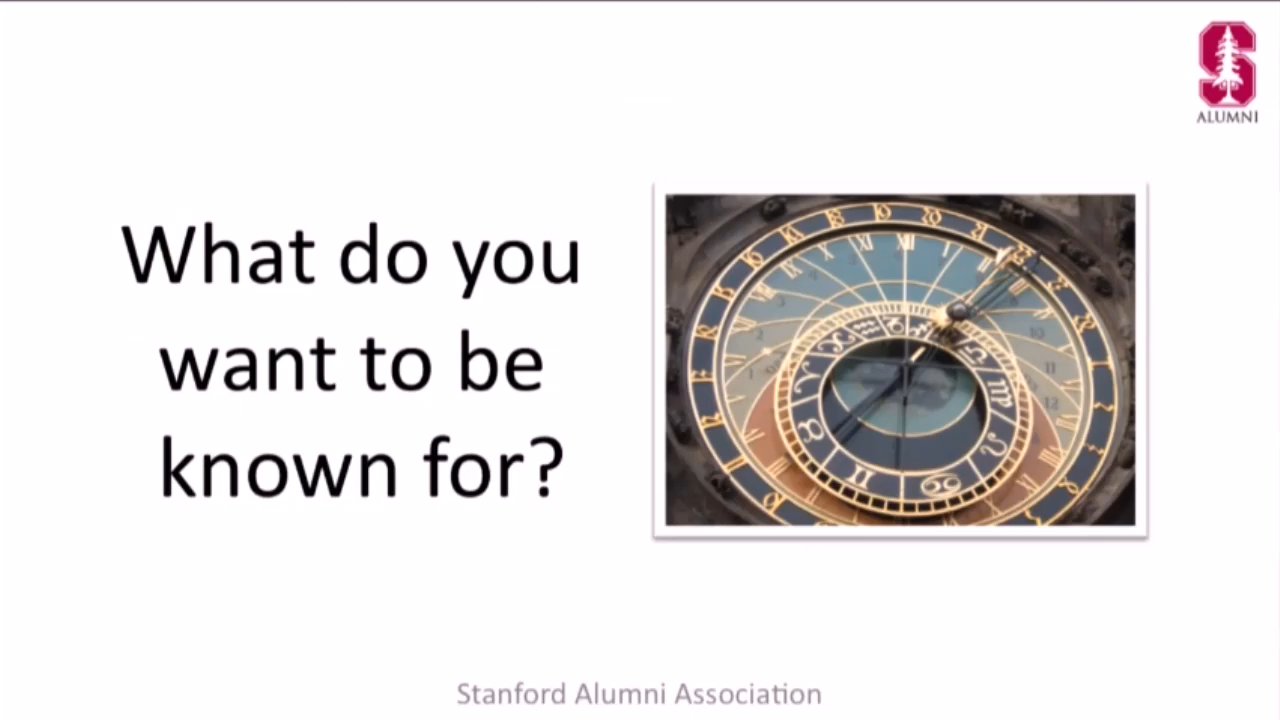 ALUMNI
What do you
want to be
known for?
Stanford Alumni Association